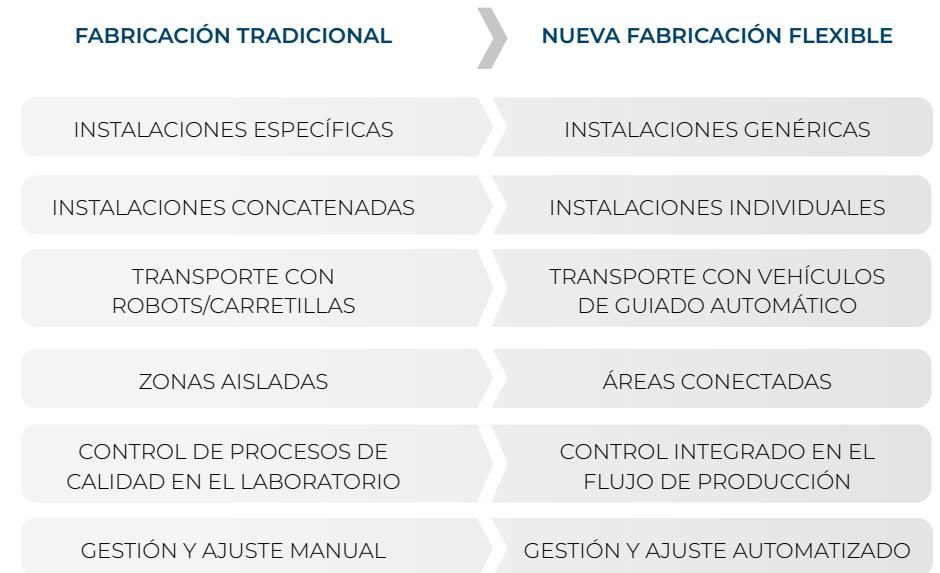 FABRICACIÓN TRADICIONAL
NUEVA FABRICACIÓN FLEXIBLE
INSTALACIONES ESPECÍFICAS
INSTALACIONES GENÉRICAS
INSTALACIONES CONCATENADAS
INSTALACIONES INDIVIDUALES
TRANSPORTE CON
ROBOTS/CARRETILLAS
TRANSPORTE CON VEHÍCULOS
DE GUIADO AUTOMÁTICO
ZONAS AISLADAS
ÁREAS CONECTADAS
CONTROL DE PROCESOS DE
CALIDAD EN EL LABORATORIO
CONTROL INTEGRADO EN EL
FLUJO DE PRODUCCIÓN
GESTIÓN Y AJUSTE MANUAL
GESTIÓN Y AJUSTE AUTOMATIZADO